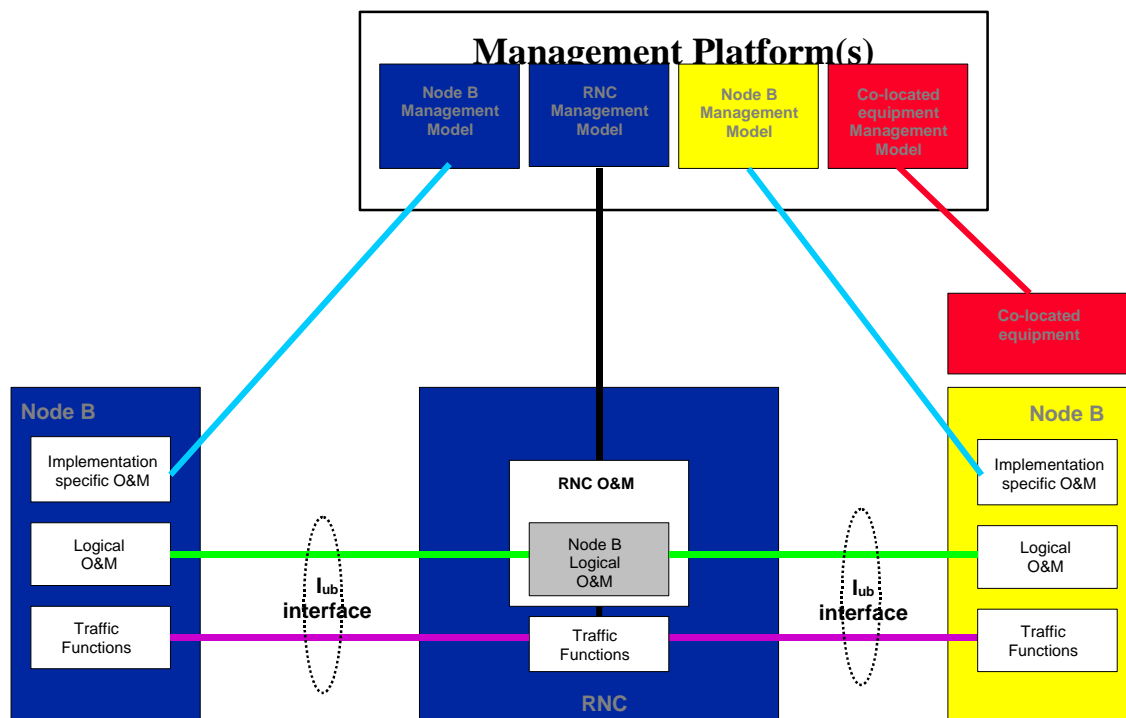 Management Platform(s)
Node B
Management
Model
RNC
Management
Model
Node B
Management
Model
Co-located
equipment
Management
Model
Co-located
equipment
Node B
Implementation
specific O&M
Logical
O&M
Traffic
Functions
Iub
interface
RNC O&M
Node B
Logical
O&M
Traffic
Functions
RNC
Iub
interface
Node B
Implementation
specific O&M
Logical
O&M
Traffic
Functions